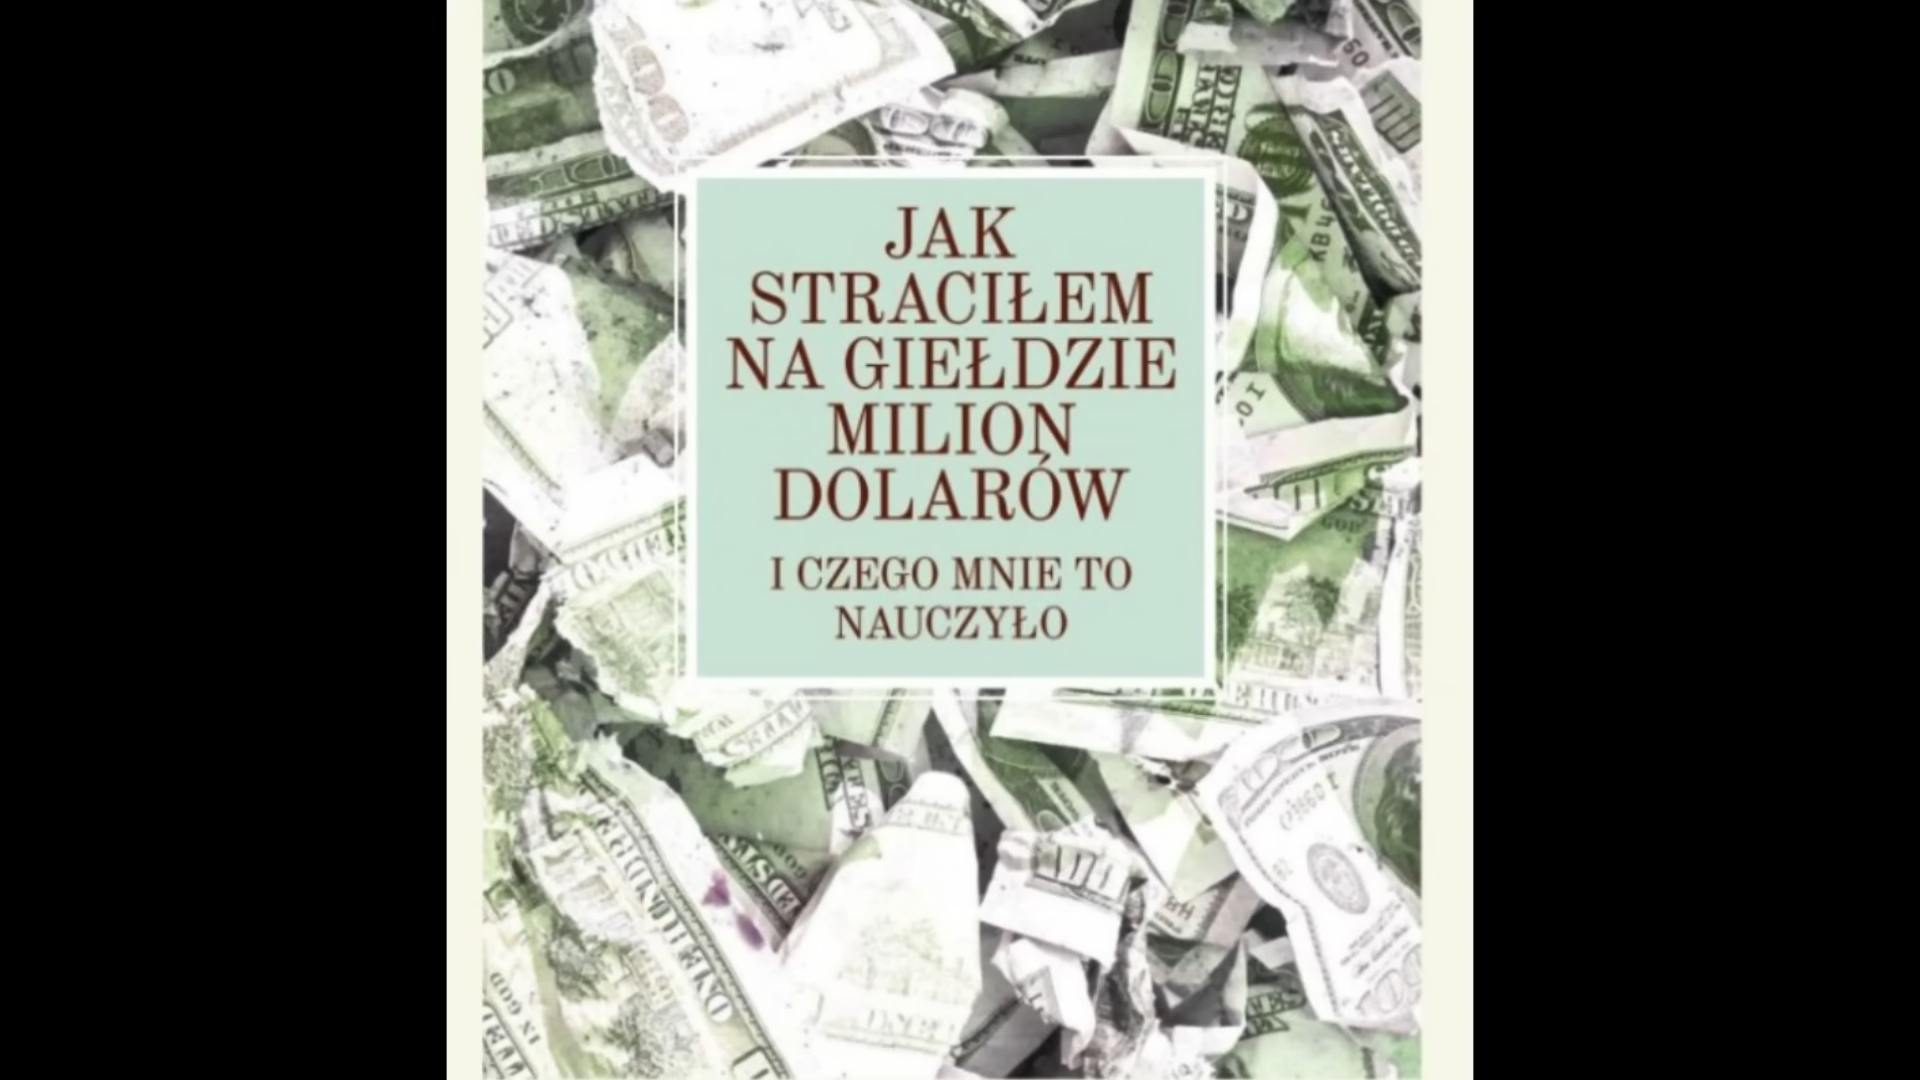 JAK
STRACIŁEM
NA GIEŁDZIE
MILION
DOLARÓW
I CZEGO MNIE TO
NAUCZYŁO